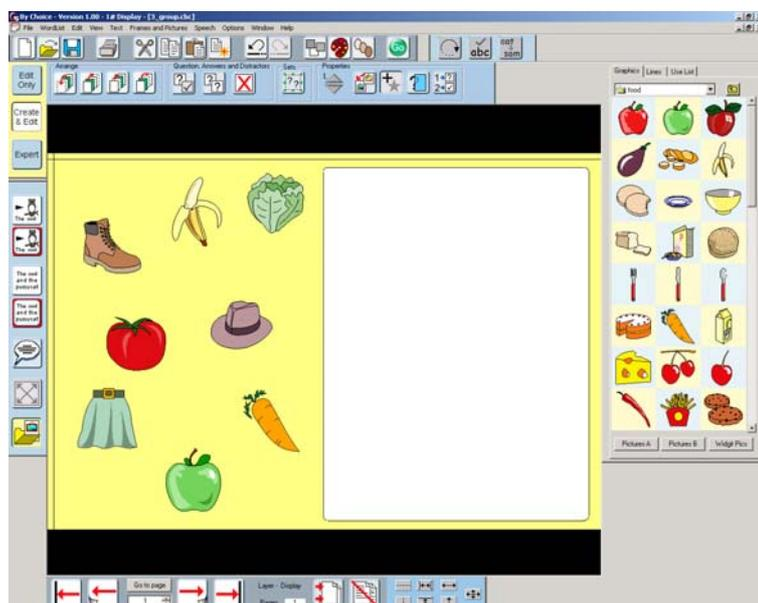 By Choice - Version 1.00 - 1# Display - [3_group.cbc]
File WordList Edit View Text Frames and Pictures Speech Options Window Help
Go
abc
cat
som
Arrange
Question, Answers and Distractors
Sets
Properties
Edit
Only
Create
& Edit
Expert
The owl
The owl
The owl
and the
pussycat
The owl
and the
pussycat
Graphics Lines Use List
food
Pictures A Pictures B Widgit Pics
Go to page
1
Layer - Display
1